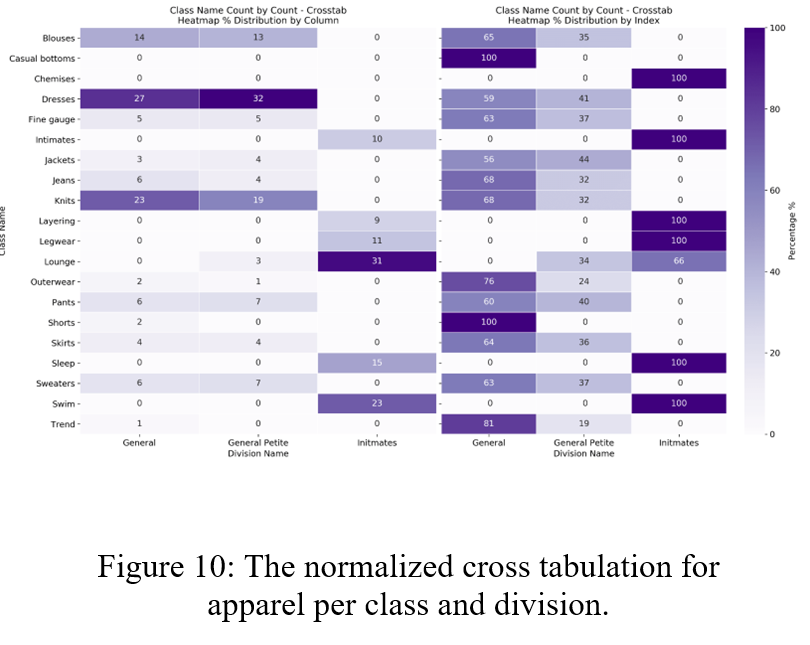 Class Name Count by Count - Crosstab
Heatmap % Distribution by Column
Class Name Count by Count - Crosstab
Heatmap % Distribution by Index
Class Name
Blouses 14 13 0 65 35 0
Casual bottoms 0 0 0 100 0 0
Chemises 0 0 0 0 0 100
Dresses 27 32 0 59 41 0
Fine gauge 5 5 0 63 37 0
Intimates 0 0 10 0 0 100
Jackets 3 4 0 56 44 0
Jeans 6 4 0 68 32 0
Knits 23 19 0 68 32 0
Layering 0 0 9 0 0 100
Legwear 0 0 11 0 0 100
Lounge 0 3 31 0 34 66
Outerwear 2 1 0 76 24 0
Pants 6 7 0 60 40 0
Shorts 2 0 0 100 0 0
Skirts 4 4 0 64 36 0
Sleep 0 0 15 0 0 100
Sweaters 6 7 0 63 37 0
Swim 0 0 23 0 0 100
Trend 1 0 0 81 19 0
General General Petite Initmates General General Petite Initmates
Division Name Division Name
100
80
60
40
20
0
Percentage %
Figure 10: The normalized cross tabulation for
apparel per class and division.